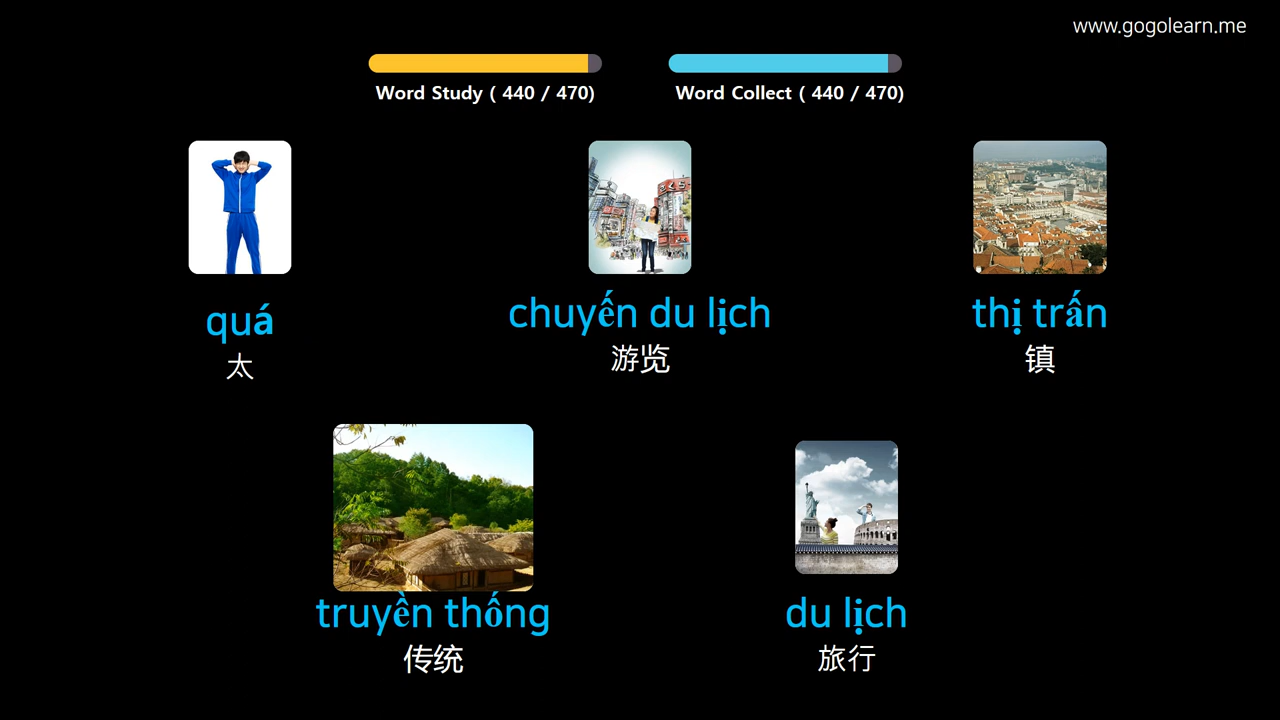 www.gogolearn.me
Word Study ( 440 / 470)
Word Collect ( 440 / 470)
quá
太
chuyến du lịch
游览
thị trấn
镇
truyền thống
传统
du lịch
旅行